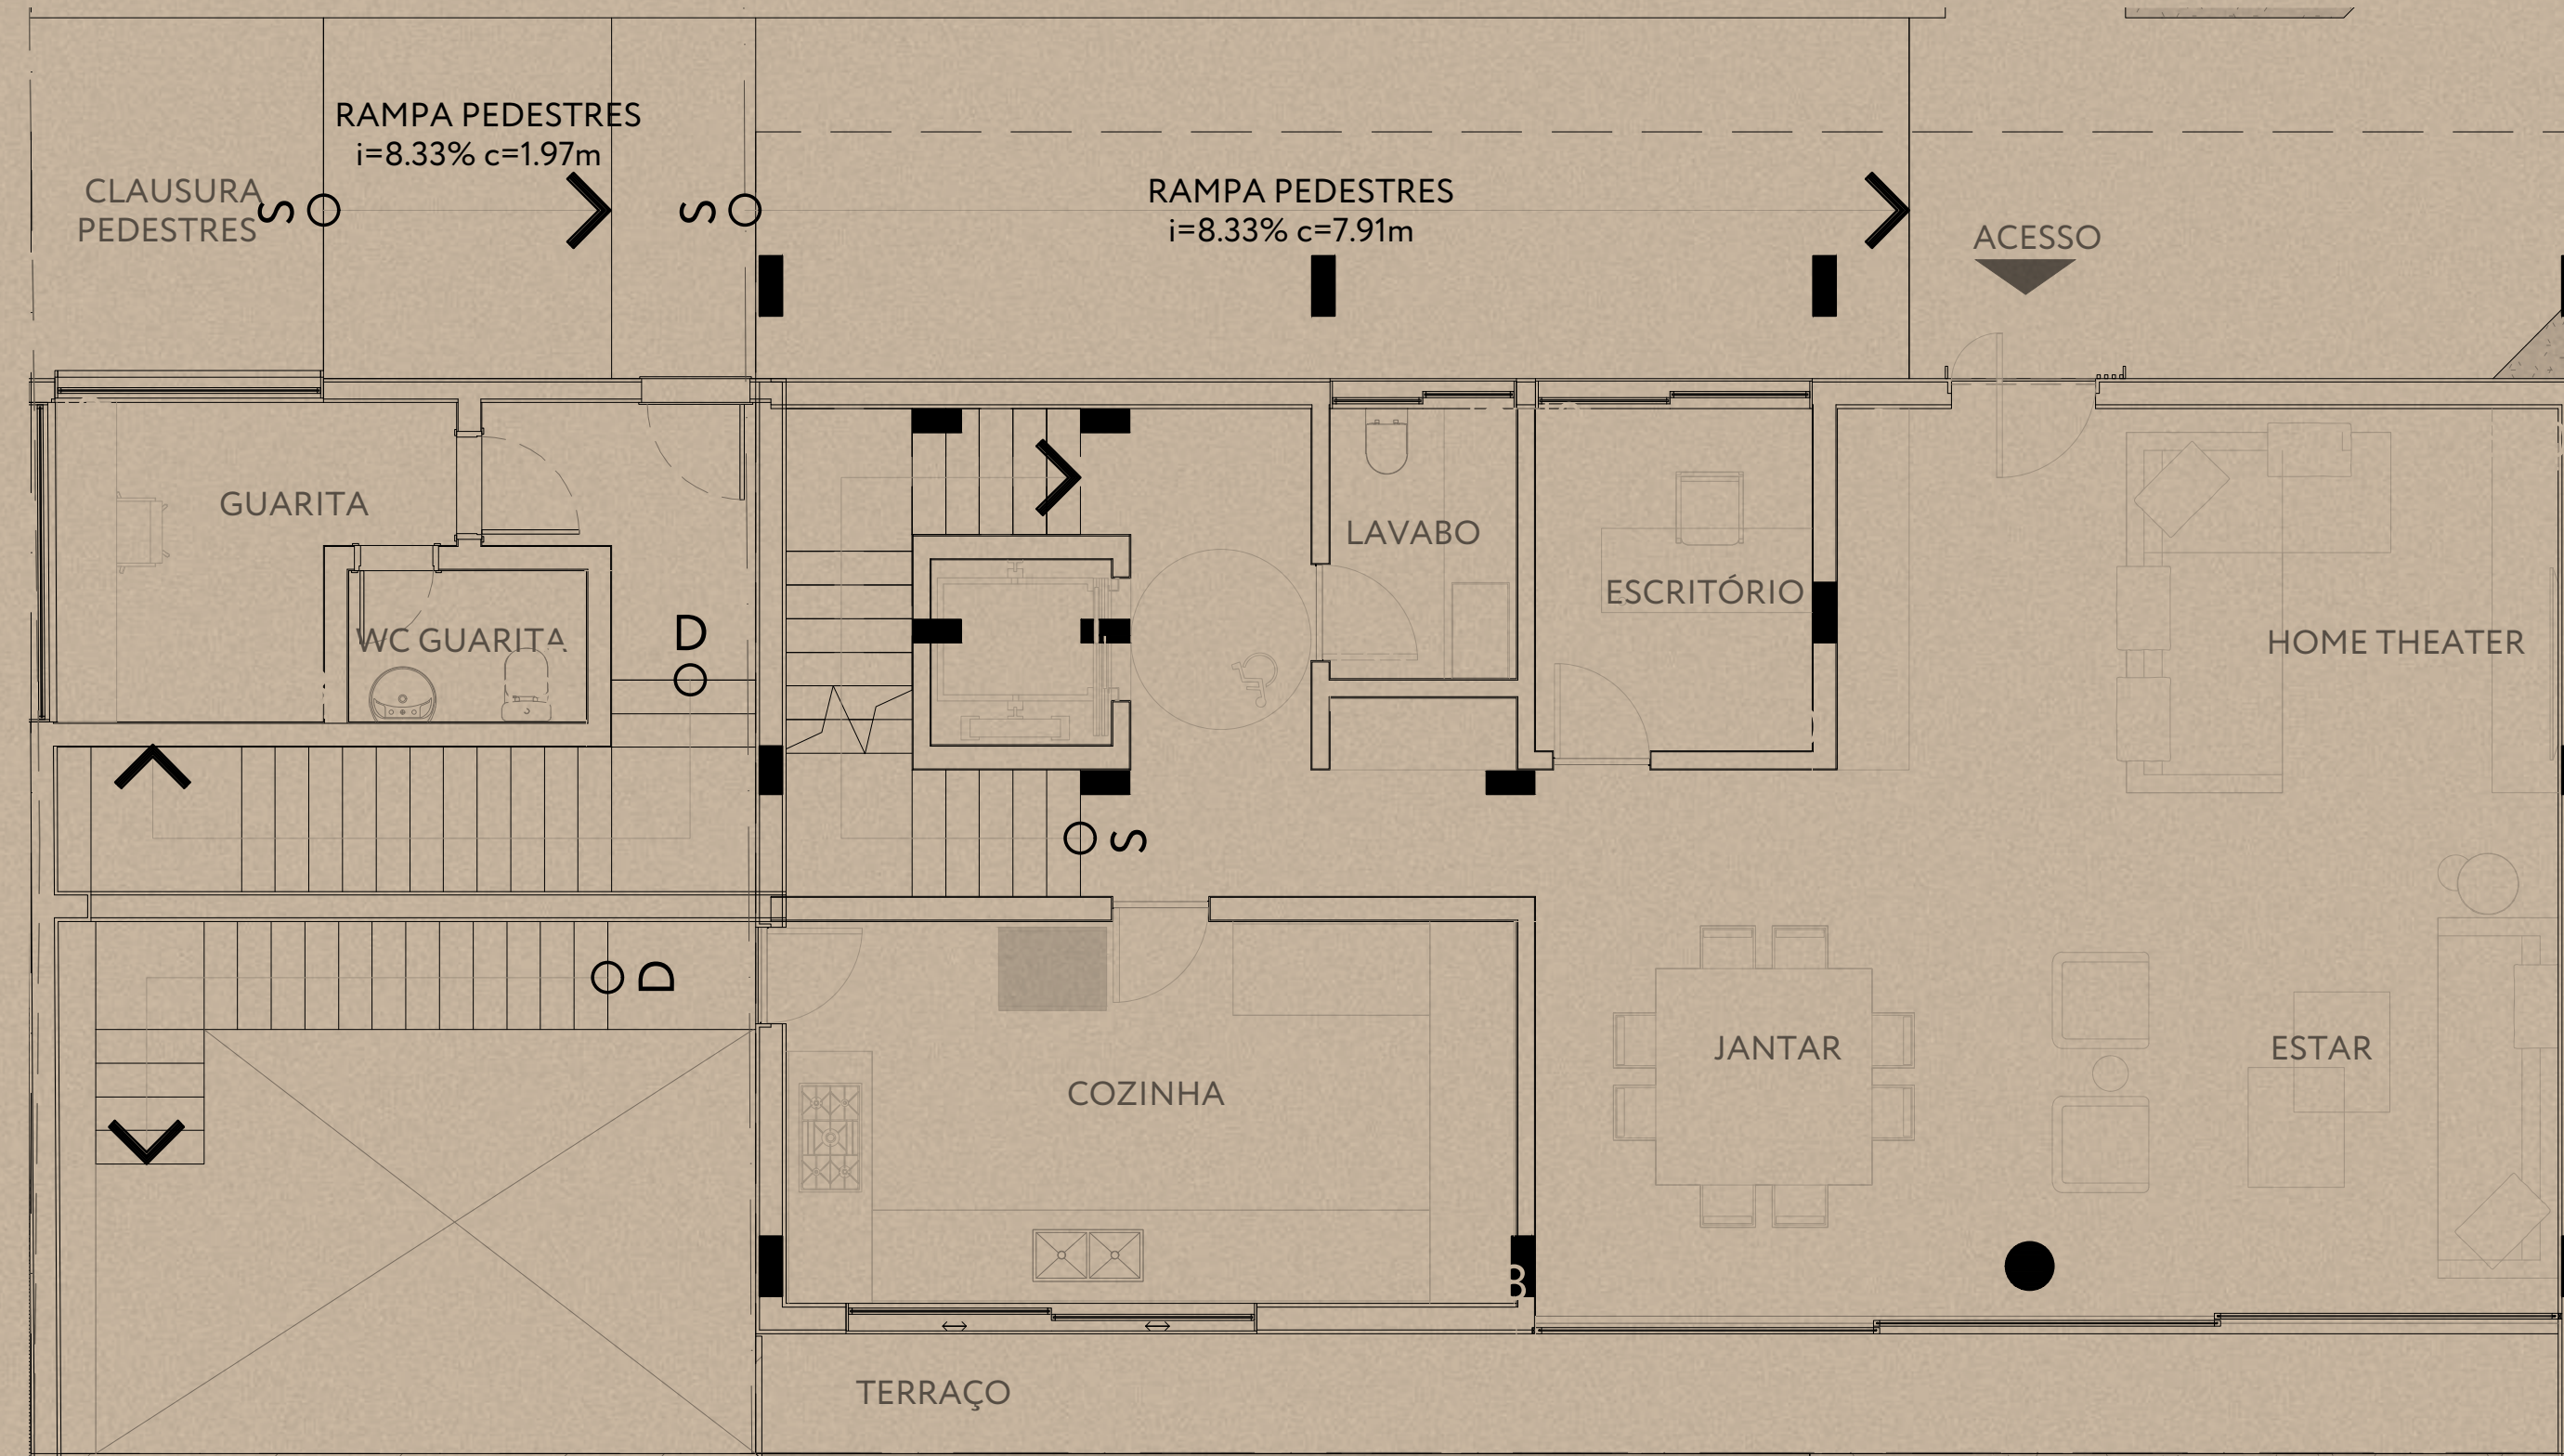 RAMPA PEDESTRES
i=8.33% c=1.97m
CLAUSURA
PEDESTRES
S
S
RAMPA PEDESTRES
i=8.33% c=7.91m
ACESSO
GUARITA
LAVABO
ESCRITÓRIO
WC GUARITA
D
HOME THEATER
S
D
JANTAR
ESTAR
COZINHA
B
TERRAÇO